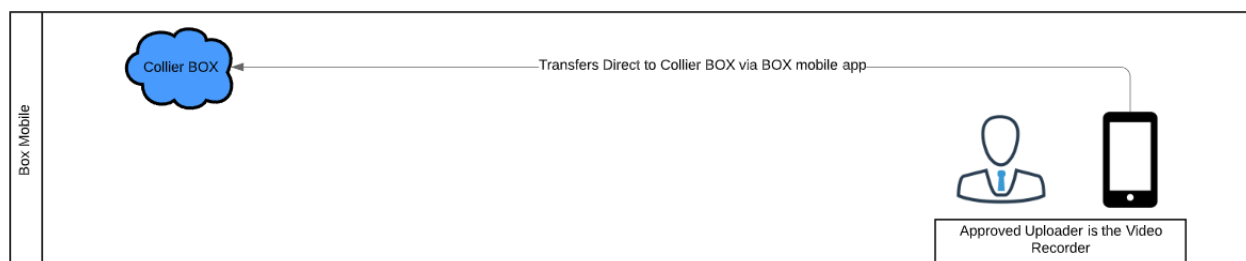 Box Mobile
Collier BOX
Transfers Direct to Collier BOX via BOX mobile app
Approved Uploader is the Video
Recorder